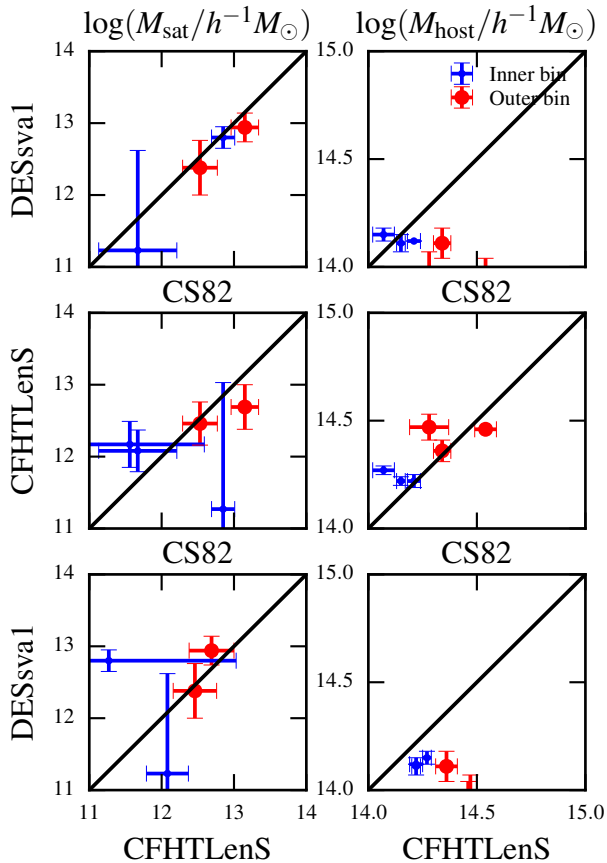 log(M_sat/h^{-1}M_⊙) log(M_host/h^{-1}M_⊙)
14 15.0
Inner bin
Outer bin
DESsva1
13
12 14.5
11 14.0
CS82 CS82
14 15.0
CFHTLenS
13
12 14.5
11 14.0
CS82 CS82
14 15.0
DESsva1
13
12 14.5
11 14.0
11 12 13 14 14.0 14.5 15.0
CFHTLenS CFHTLenS